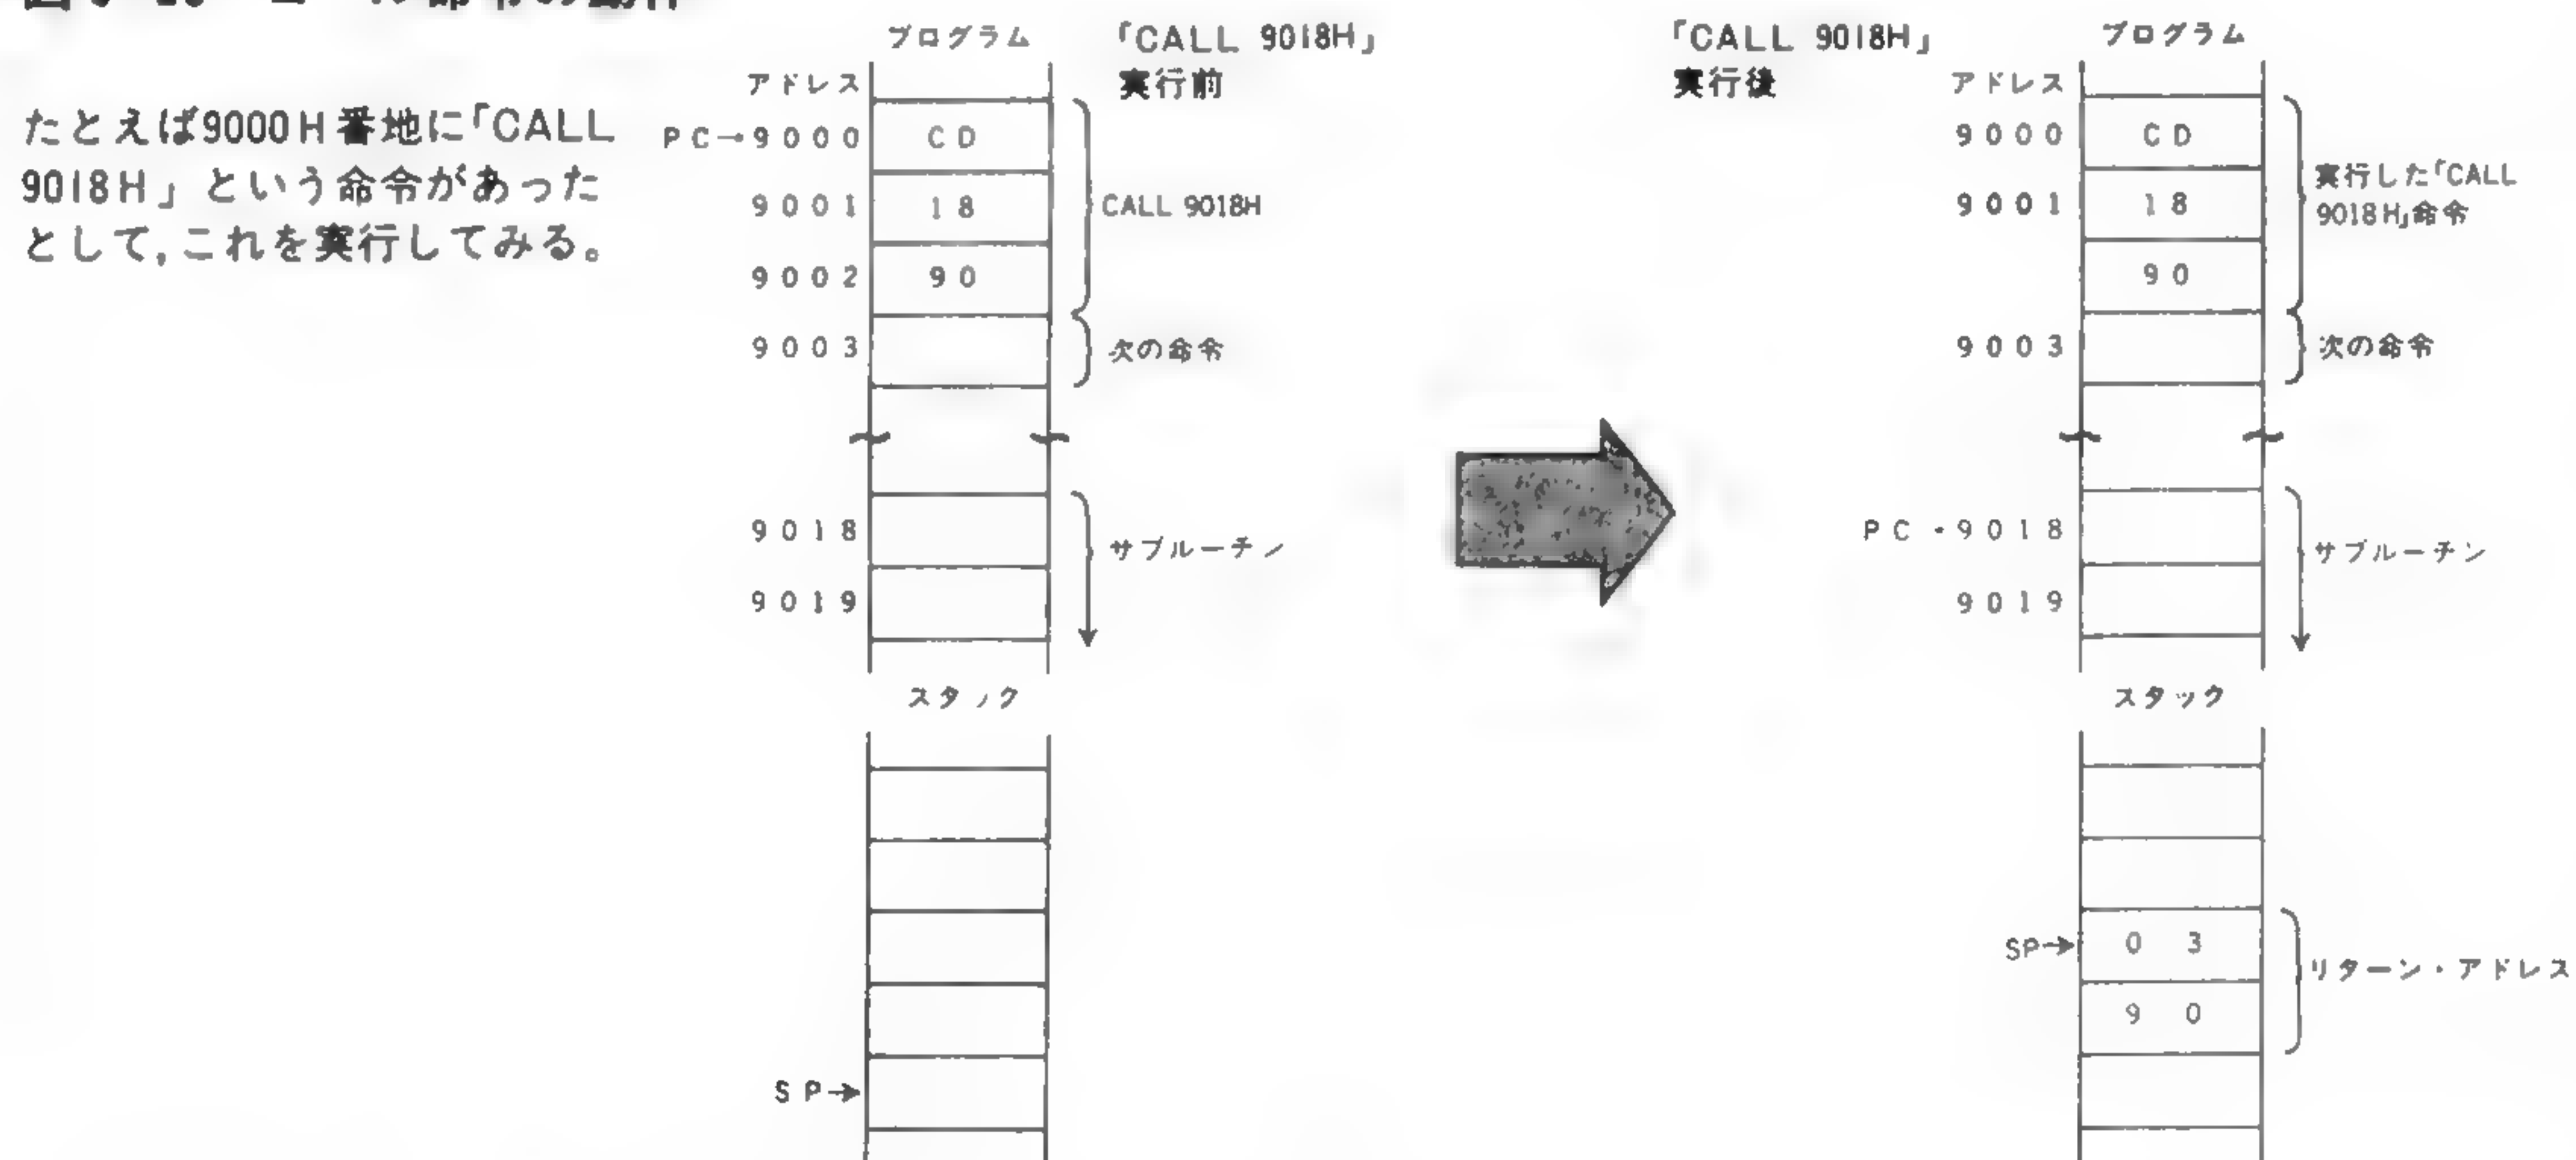 たとえば9000H番地に「CALL
9018H」という命令があった
として,これを実行してみる。
プログラム
「CALL 9018H」
実行前
アドレス
PC→9000
CD
9001
18
9002
90
9003
CALL 9018H
次の命令
9018
9019
サブルーチン
スタック
SP→
「CALL 9018H」
実行後
プログラム
アドレス
9000
CD
9001
18
90
9003
実行した「CALL
9018H」命令
次の命令
PC・9018
9019
サブルーチン
スタック
SP→
03
90
リターン・アドレス